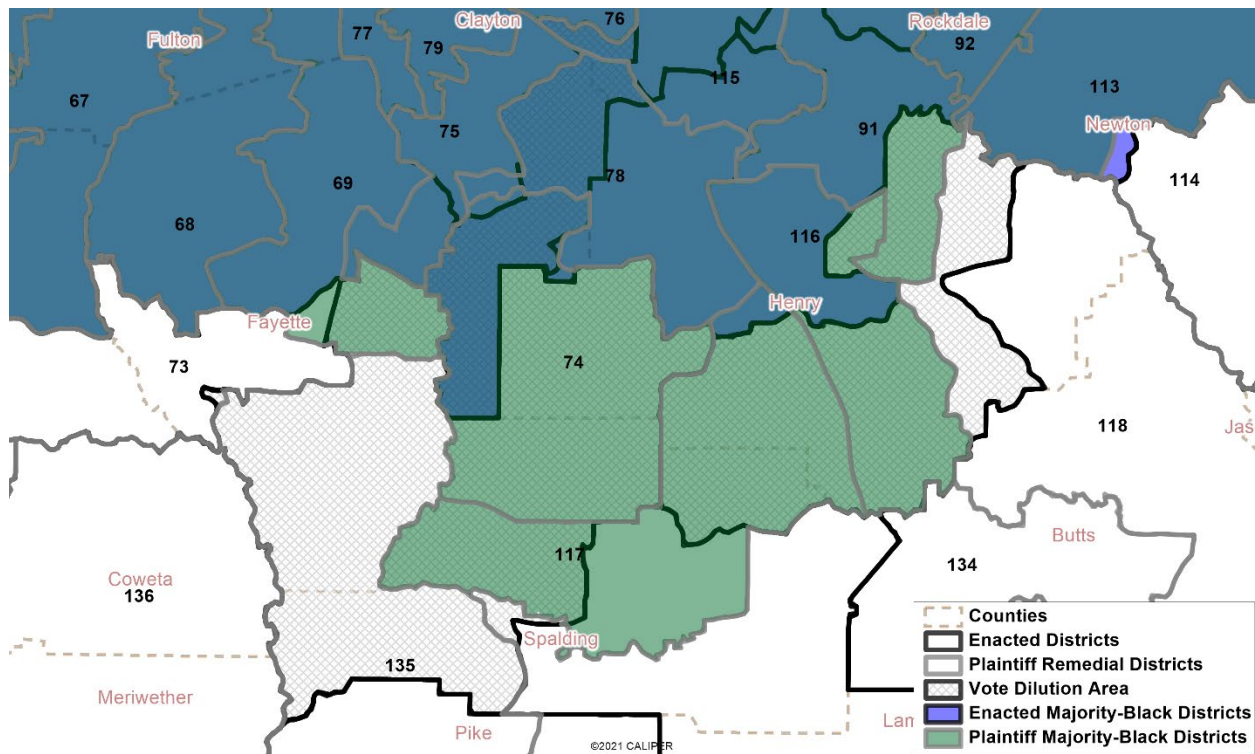 77
Clayton
76
Rockdale
Fulton
79
92
67
115
113
75
91
Newton
114
69
78
68
116
Henry
Fayette
73
74
118
Jas
117
Butts
Coweta
136
134
Spalding
135
Meriwether
Pike
Lam
©2021 CALIPER
Counties
Enacted Districts
Plaintiff Remedial Districts
Vote Dilution Area
Enacted Majority-Black Districts
Plaintiff Majority-Black Districts